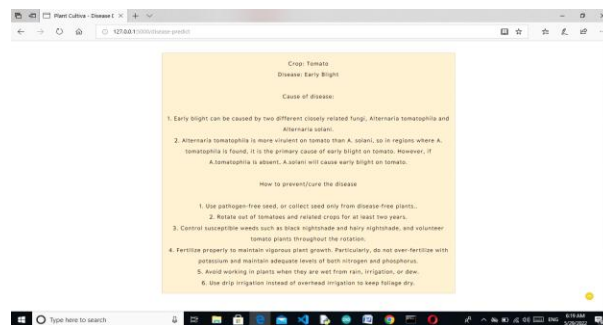 Plant Cultiva - Disease D
127.0.0.1:5000/disease-predict
Crop: Tomato
Disease: Early Blight
Cause of disease:
1. Early blight can be caused by two different closely related fungi, Alternaria tomatophila and
Alternaria solani.
2. Alternaria tomatophila is more virulent on tomato than A. solani, so in regions where A.
tomatophila is found, it is the primary cause of early blight on tomato. However, if
A.tomatophila is absent, A.solani will cause early blight on tomato.
How to prevent/cure the disease
1. Use pathogen-free seed, or collect seed only from disease-free plants..
2. Rotate out of tomatoes and related crops for at least two years.
3. Control susceptible weeds such as black nightshade and hairy nightshade, and volunteer
tomato plants throughout the rotation.
4. Fertilize properly to maintain vigorous plant growth. Particularly, do not over-fertilize with
potassium and maintain adequate levels of both nitrogen and phosphorus.
5. Avoid working in plants when they are wet from rain, irrigation, or dew.
6. Use drip irrigation instead of overhead irrigation to keep foliage dry.
Type here to search
ENG
6:19 AM
5/20/2022